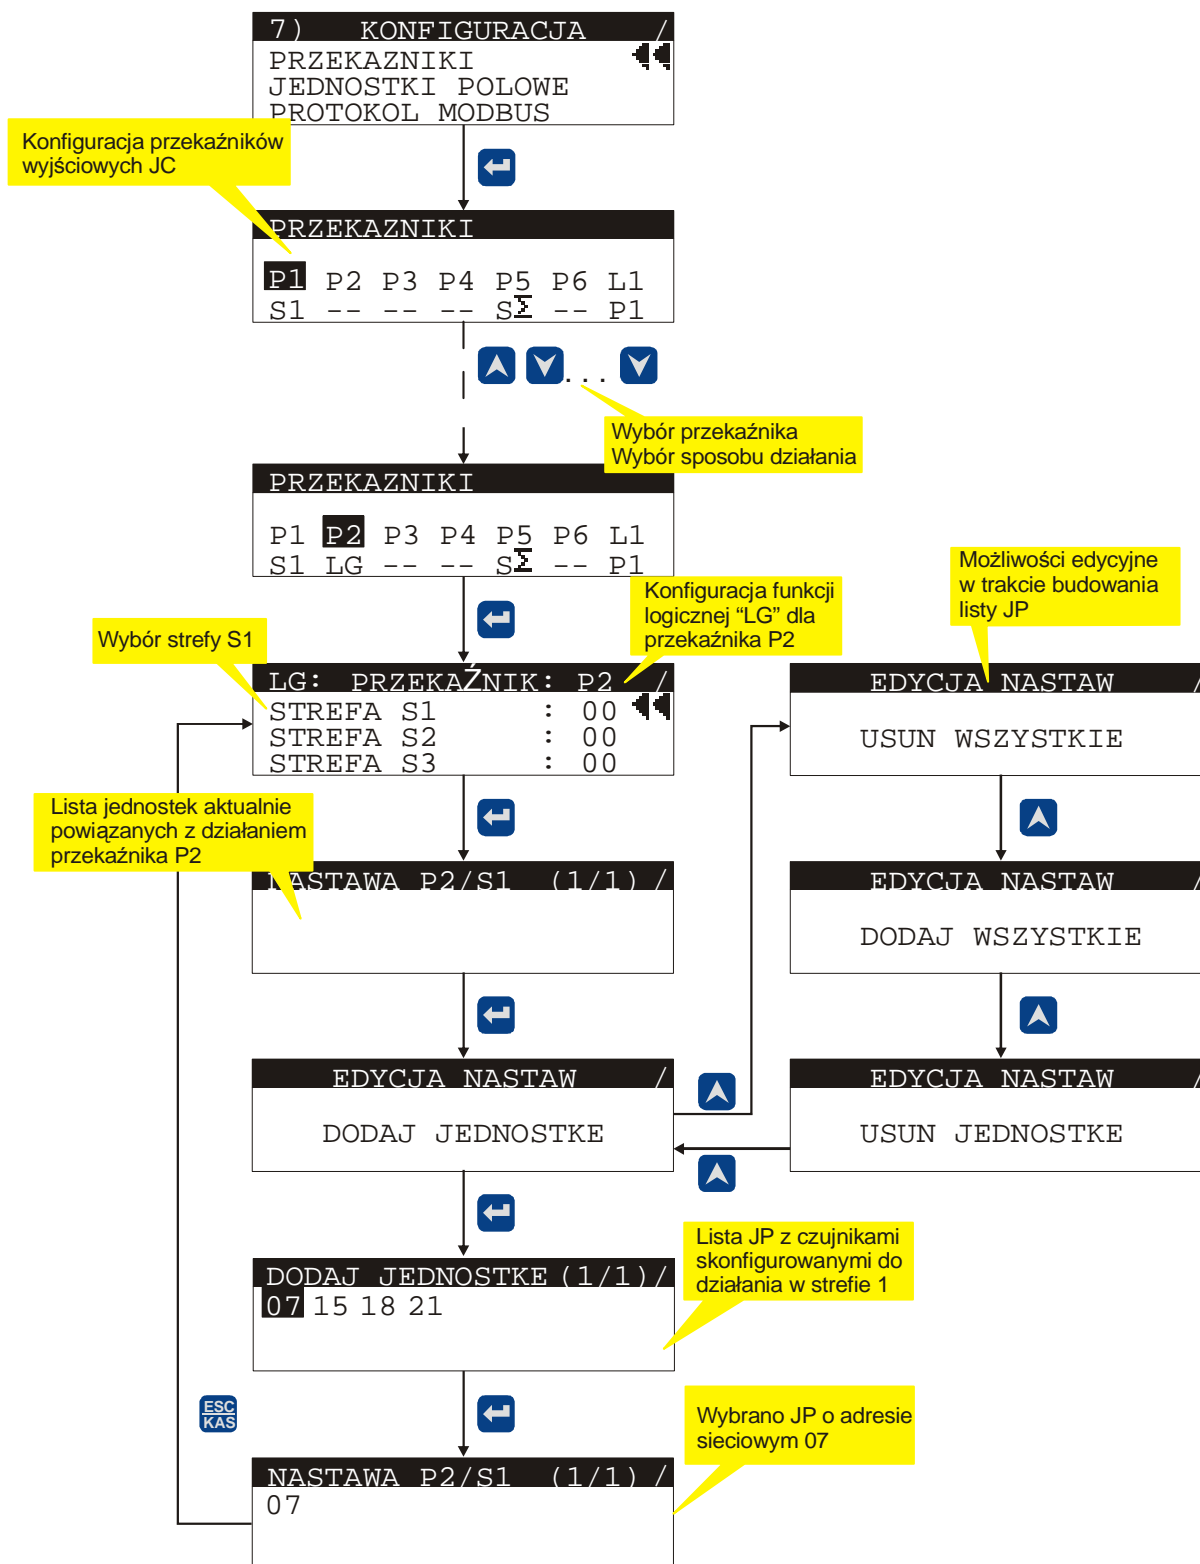 7) KONFIGURACJA /
PRZEKAZNIKI
JEDNOSTKI POLOWE
PROTOKOL MODBUS
Konfiguracja przekaźników
wyjściowych JC
PRZEKAZNIKI
P1 P2 P3 P4 P5 P6 L1
S1 -- -- -- SΣ -- P1
...
Wybór przekaźnika
Wybór sposobu działania
PRZEKAZNIKI
P1 P2 P3 P4 P5 P6 L1
S1 LG -- -- SΣ -- P1
Konfiguracja funkcji
logicznej “LG” dla
przekaźnika P2
Możliwości edycyjne
w trakcie budowania
listy JP
Wybór strefy S1
LG: PRZEKAŹNIK: P2 /
STREFA S1 : 00
STREFA S2 : 00
STREFA S3 : 00
EDYCJA NASTAW /
USUN WSZYSTKIE
Lista jednostek aktualnie
powiązanych z działaniem
przekaźnika P2
NASTAWA P2/S1 (1/1) /
EDYCJA NASTAW /
DODAJ WSZYSTKIE
EDYCJA NASTAW /
DODAJ JEDNOSTKE
EDYCJA NASTAW /
USUN JEDNOSTKE
Lista JP z czujnikami
skonfigurowanymi do
działania w strefie 1
DODAJ JEDNOSTKE (1/1)/
07 15 18 21
ESC
KAS
Wybrano JP o adresie
sieciowym 07
NASTAWA P2/S1 (1/1) /
07